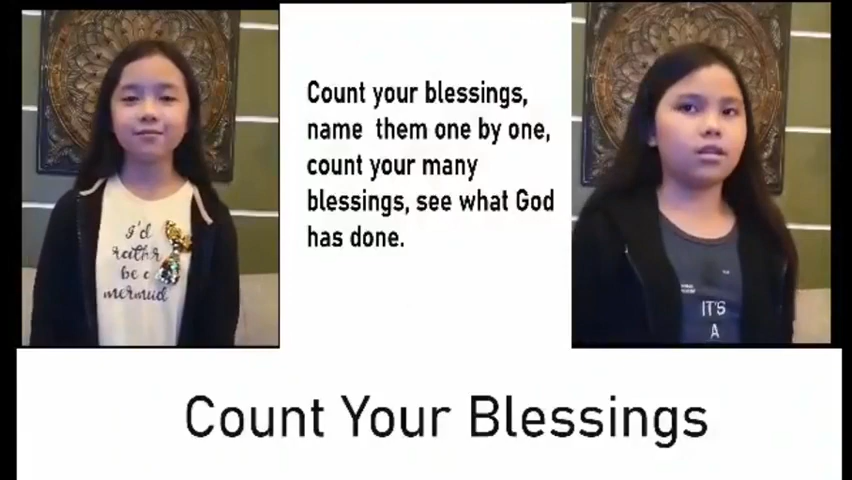 Count your blessings,
name them one by one,
count your many
blessings, see what God
has done.
I'd
rather
be a
mermaid
IT'S
A
Count Your Blessings